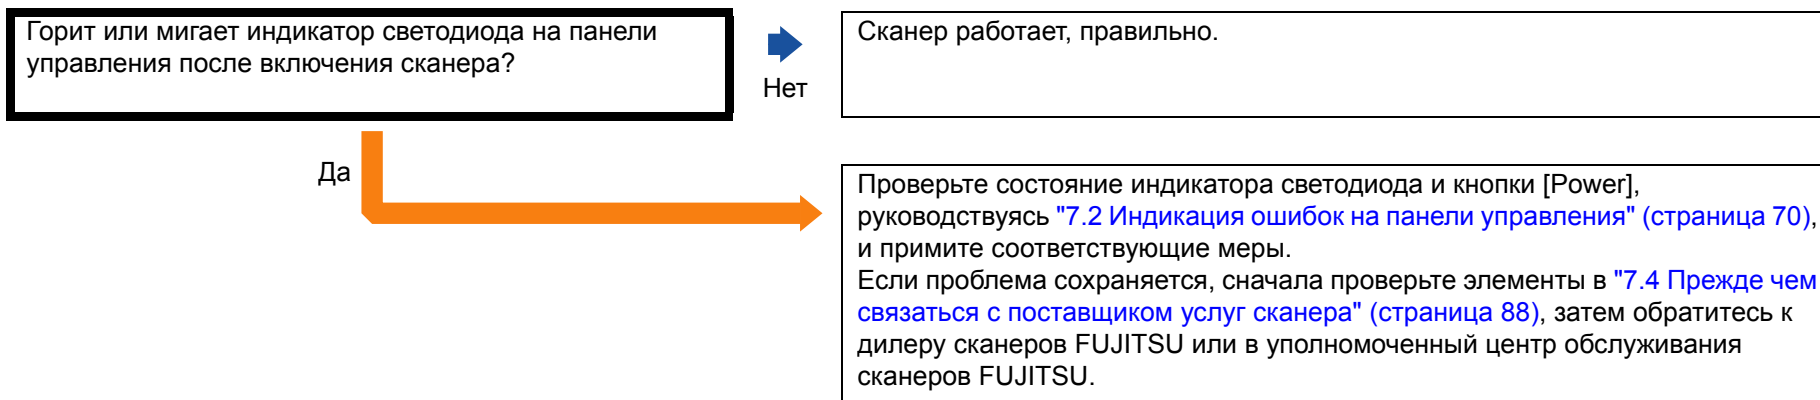 Горит или мигает индикатор светодиода на панели
управления после включения сканера?
Нет
Сканер работает, правильно.
Да
Проверьте состояние индикатора светодиода и кнопки [Power],
руководствуясь "7.2 Индикация ошибок на панели управления" (страница 70),
и примите соответствующие меры.
Если проблема сохраняется, сначала проверьте элементы в "7.4 Прежде чем
связаться с поставщиком услуг сканера" (страница 88), затем обратитесь к
дилеру сканеров FUJITSU или в уполномоченный центр обслуживания
сканеров FUJITSU.